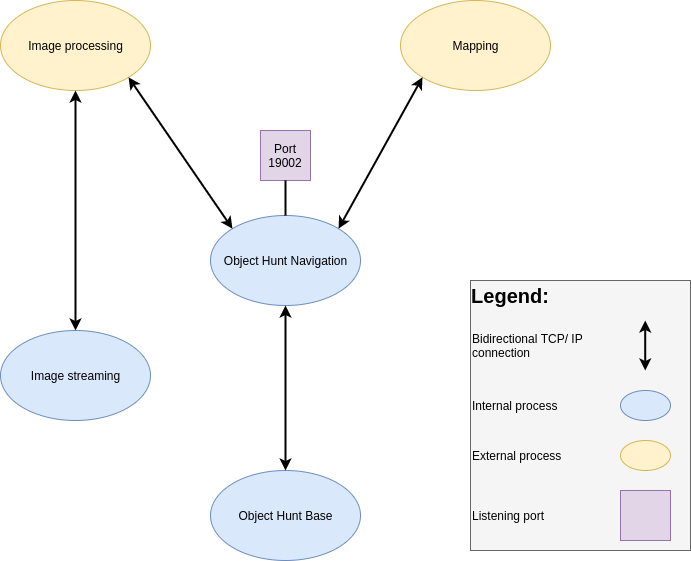 Image processing
Mapping
Port
19002
Object Hunt Navigation
Legend:
Bidirectional TCP/ IP
connection
Image streaming
Internal process
External process
Object Hunt Base
Listening port